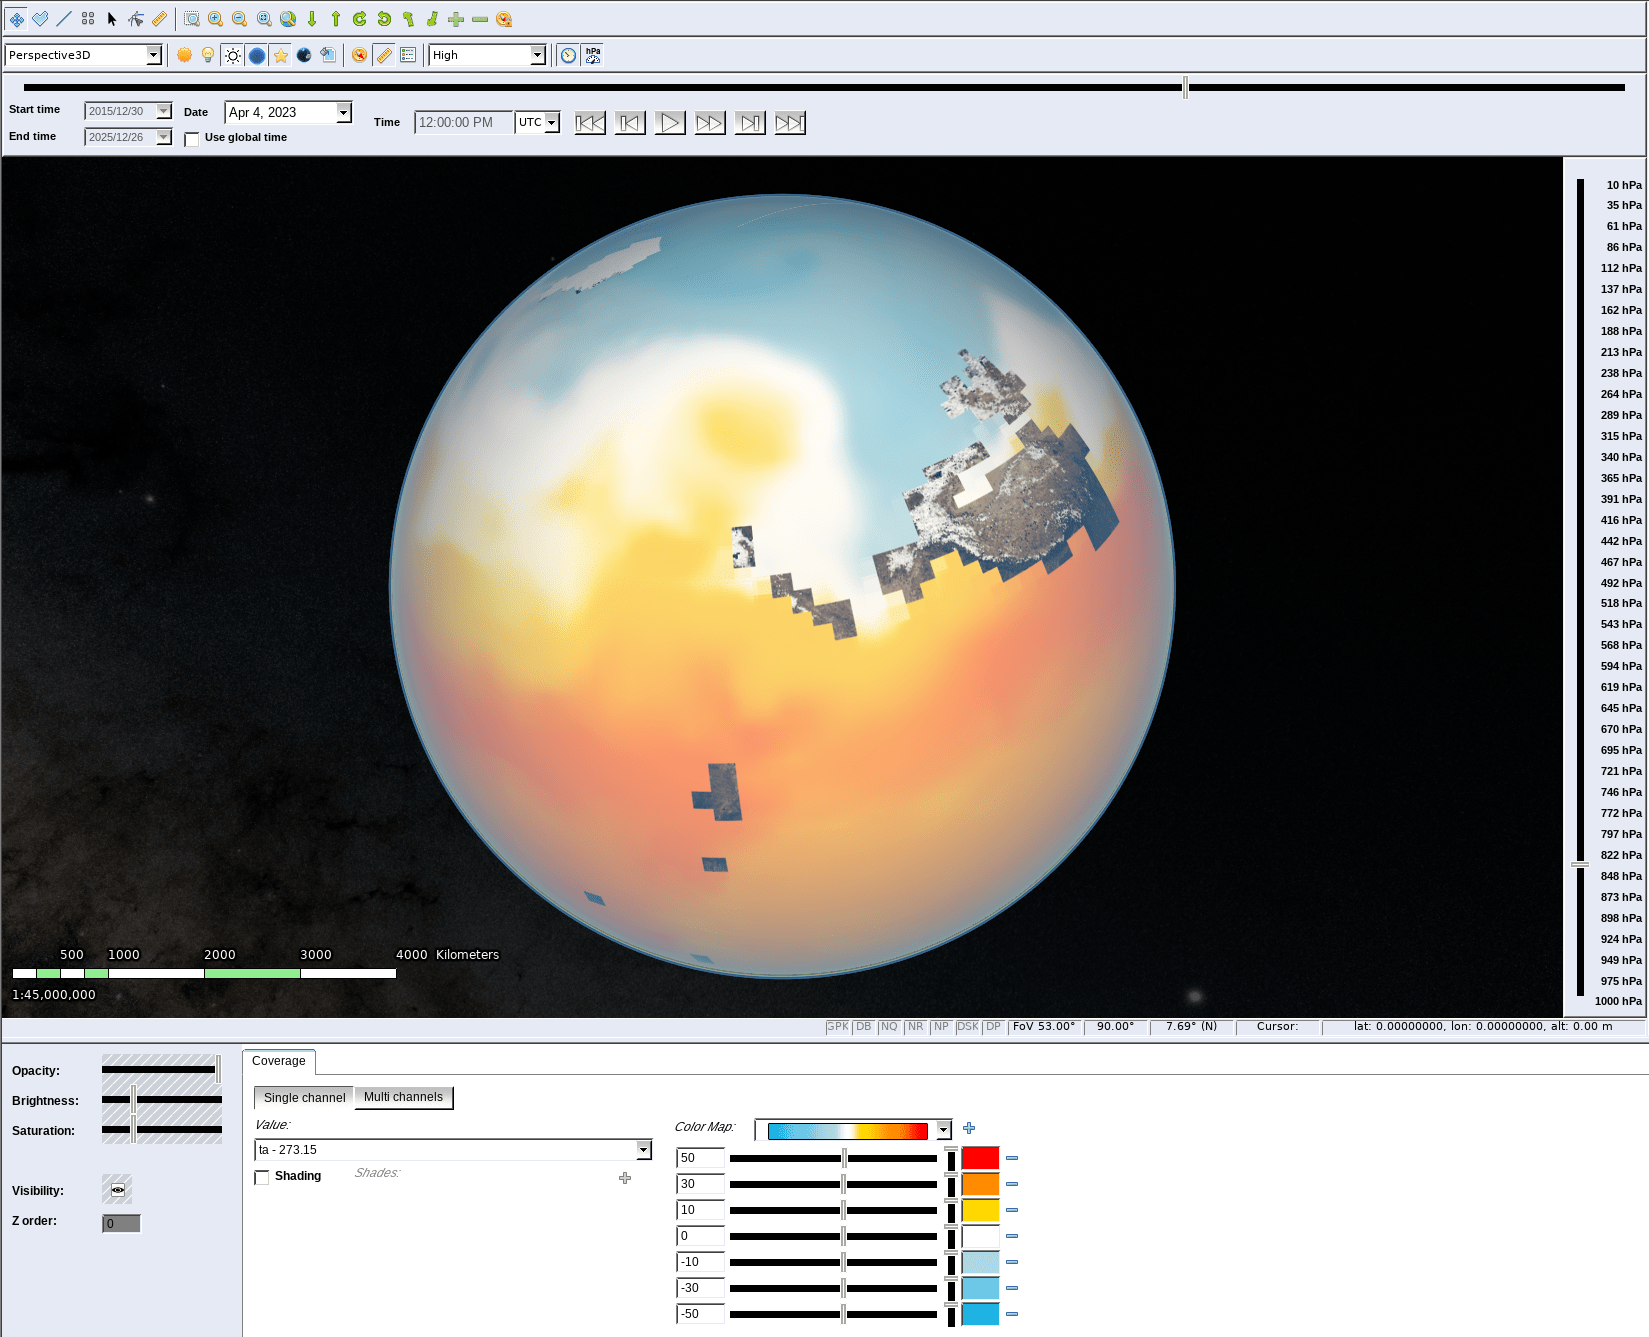 Perspective3D
High
hPa
Start time
2015/12/30
Date
Apr 4, 2023
Time
12:00:00 PM
UTC
End time
2025/12/26
Use global time
10 hPa
35 hPa
61 hPa
86 hPa
112 hPa
137 hPa
162 hPa
188 hPa
213 hPa
238 hPa
264 hPa
289 hPa
315 hPa
340 hPa
365 hPa
391 hPa
416 hPa
442 hPa
467 hPa
492 hPa
518 hPa
543 hPa
568 hPa
594 hPa
619 hPa
645 hPa
670 hPa
695 hPa
721 hPa
746 hPa
772 hPa
797 hPa
822 hPa
848 hPa
873 hPa
898 hPa
924 hPa
949 hPa
975 hPa
1000 hPa
500 1000 2000 3000 4000 Kilometers
1:45,000,000
GPK DB NQ NR NP DSK DP FoV 53.00° 90.00° 7.69° (N) Cursor: lat: 0.00000000, lon: 0.00000000, alt: 0.00 m
Opacity:
Brightness:
Saturation:
Visibility:
Z order:
0
Coverage
Single channel
Multi channels
Value:
ta - 273.15
Shading
Shades:
Color Map:
50
30
10
0
-10
-30
-50